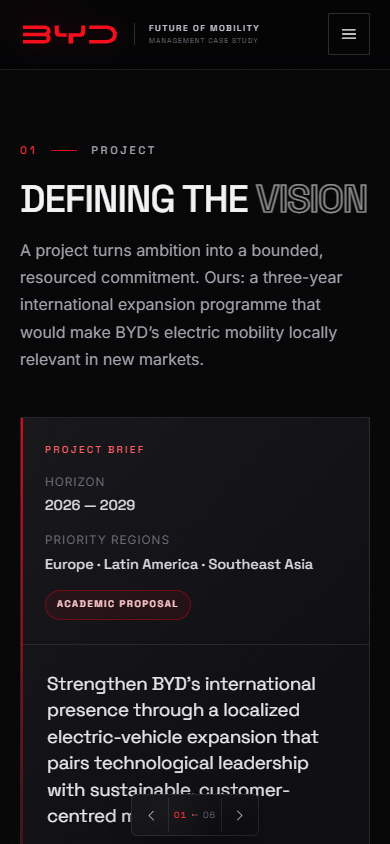 BYD
FUTURE OF MOBILITY
MANAGEMENT CASE STUDY
01 PROJECT
DEFINING THE VISION
A project turns ambition into a bounded,
resourced commitment. Ours: a three-year
international expansion programme that
would make BYD’s electric mobility locally
relevant in new markets.
PROJECT BRIEF
HORIZON
2026 — 2029
PRIORITY REGIONS
Europe · Latin America · Southeast Asia
ACADEMIC PROPOSAL
Strengthen BYD’s international
presence through a localized
electric-vehicle expansion that
pairs technological leadership
with sustainable, customer-
centred
01 — 06